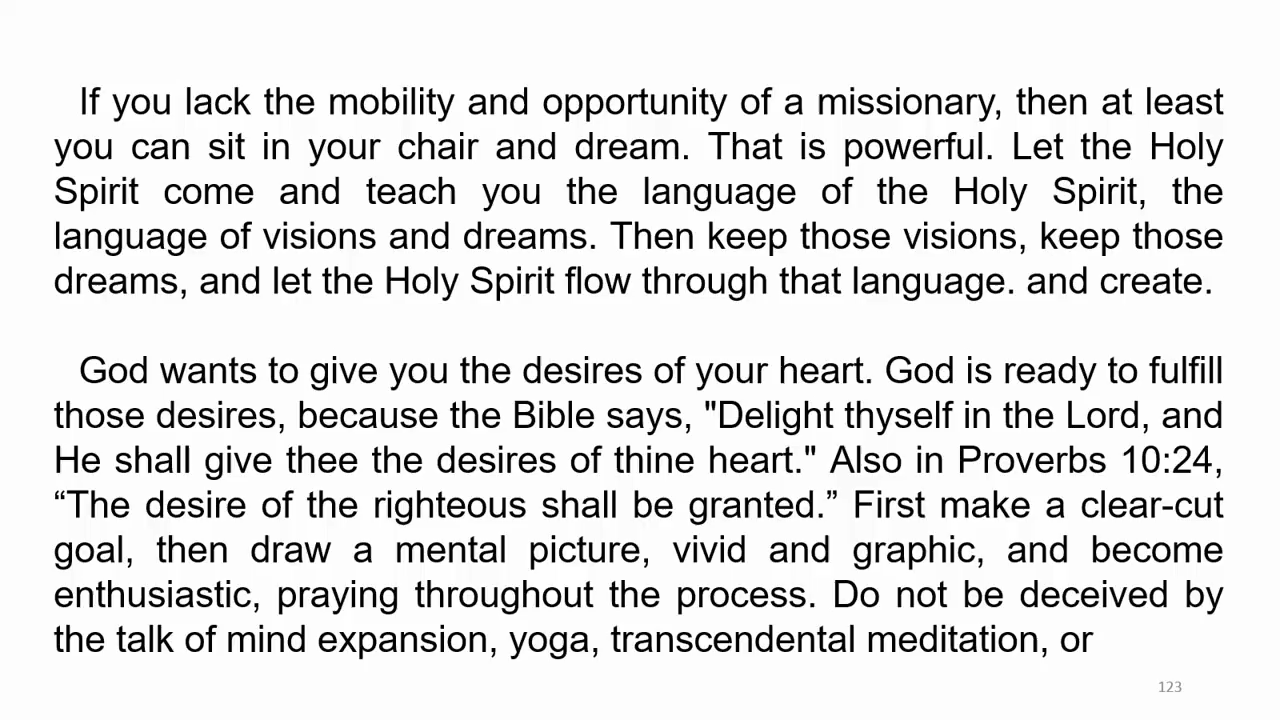 If you lack the mobility and opportunity of a missionary, then at least
you can sit in your chair and dream. That is powerful. Let the Holy
Spirit come and teach you the language of the Holy Spirit, the
language of visions and dreams. Then keep those visions, keep those
dreams, and let the Holy Spirit flow through that language. and create.
God wants to give you the desires of your heart. God is ready to fulfill
those desires, because the Bible says, "Delight thyself in the Lord, and
He shall give thee the desires of thine heart." Also in Proverbs 10:24,
“The desire of the righteous shall be granted.” First make a clear-cut
goal, then draw a mental picture, vivid and graphic, and become
enthusiastic, praying throughout the process. Do not be deceived by
the talk of mind expansion, yoga, transcendental meditation, or
123